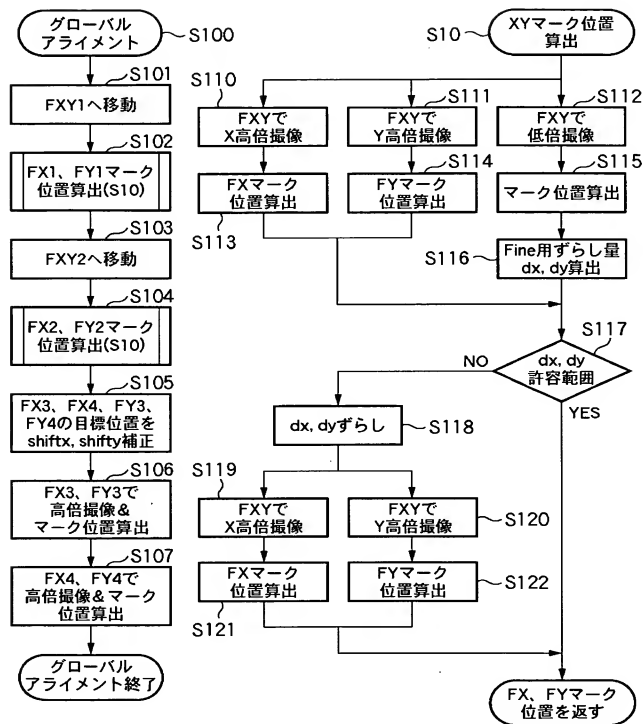 グローバル
アライメント
S100
S101
FXY1へ移動
S102
FX1、FY1マーク
位置算出(S10)
S103
FXY2へ移動
S104
FX2、FY2マーク
位置算出(S10)
S105
FX3、FX4、FY3、
FY4の目標位置を
shiftx, shifty補正
S106
FX3、FY3で
高倍撮像&
マーク位置算出
S107
FX4、FY4で
高倍撮像&マーク
位置算出
グローバル
アライメント終了
S10
XYマーク位置
算出
S110
FXYで
X高倍撮像
S111
FXYで
Y高倍撮像
S112
FXYで
低倍撮像
S113
FXマーク
位置算出
S114
FYマーク
位置算出
S115
マーク位置算出
S116
Fine用ずらし量
dx, dy算出
S117
dx, dy
許容範囲
NO
YES
dx, dyずらし
S118
S119
FXYで
X高倍撮像
FXYで
Y高倍撮像
S120
FXマーク
位置算出
S121
FYマーク
位置算出
S122
FX、FYマーク
位置を返す